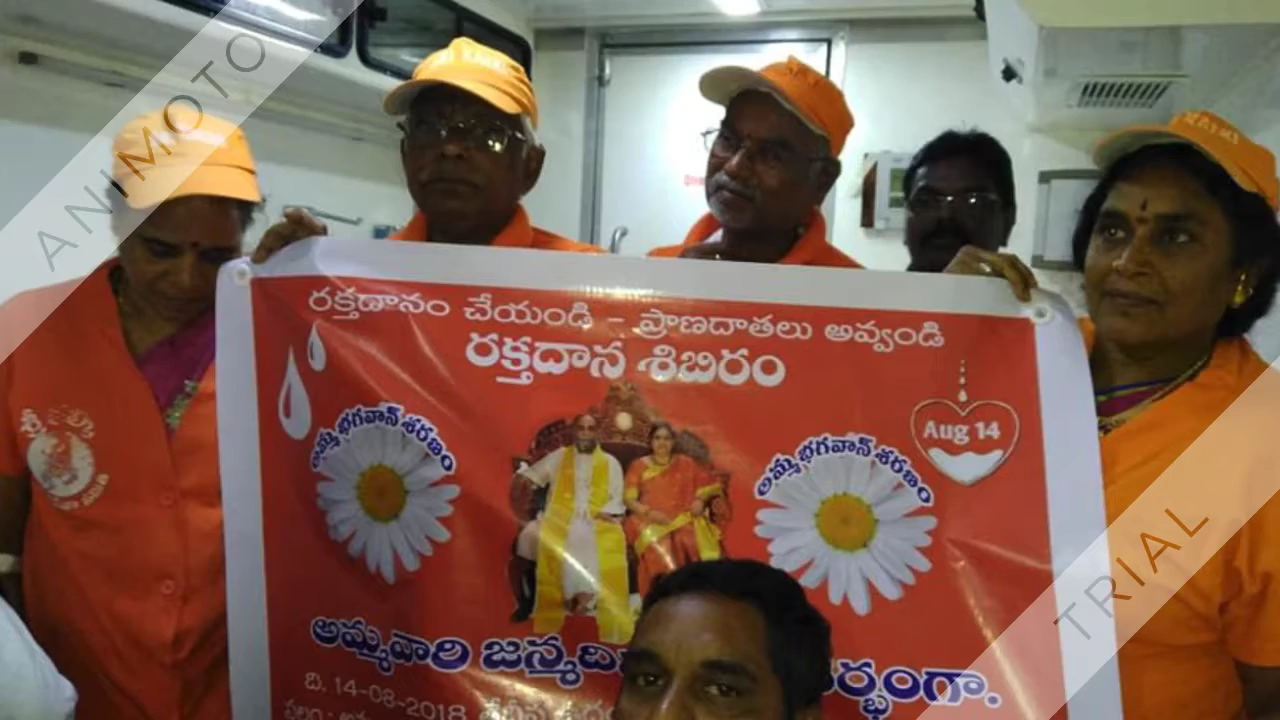 ANIMOTO
రక్తదానం చేయండి - ప్రాణదాతలు అవ్వండి
రక్తదాన శిబిరం
అమ్మ భగవాన్ శరణం
అమ్మ భగవాన్ శరణం
Aug 14
అమ్మవారి జన్మది
ర్భంగా.
ది. 14-08-2018
TRIAL